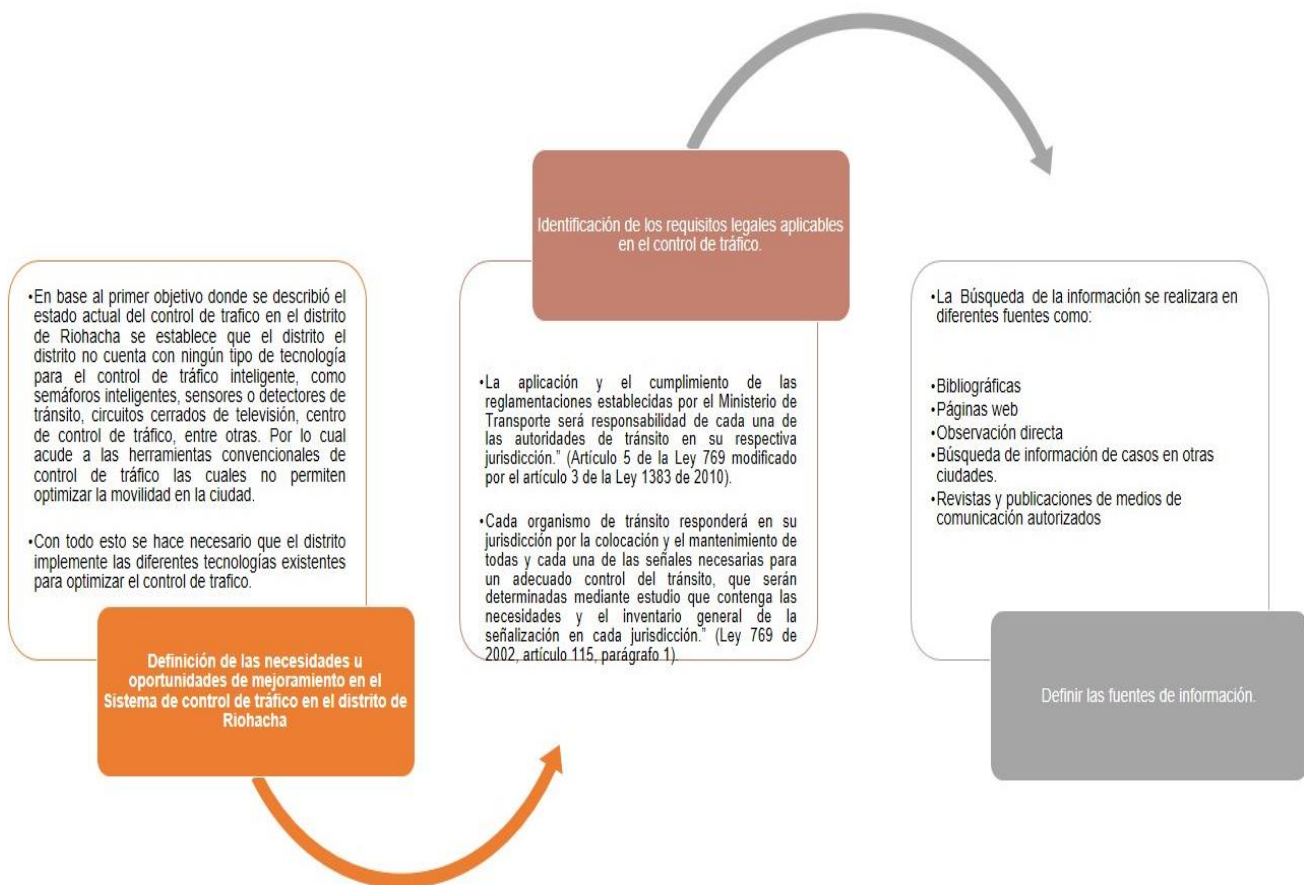 •En base al primer objetivo donde se describió el
estado actual del control de trafico en el distrito
de Riohacha se establece que el distrito el
distrito no cuenta con ningún tipo de tecnología
para el control de tráfico inteligente, como
semáforos inteligentes, sensores o detectores de
tránsito, circuitos cerrados de televisión, centro
de control de tráfico, entre otras. Por lo cual
acude a las herramientas convencionales de
control de tráfico las cuales no permiten
optimizar la movilidad en la ciudad.
•Con todo esto se hace necesario que el distrito
implemente las diferentes tecnologías existentes
para optimizar el control de trafico.
Definición de las necesidades u
oportunidades de mejoramiento en el
Sistema de control de tráfico en el distrito de
Riohacha
Identificación de los requisitos legales aplicables
en el control de tráfico.
•La aplicación y el cumplimiento de las
reglamentaciones establecidas por el Ministerio de
Transporte será responsabilidad de cada una de
las autoridades de tránsito en su respectiva
jurisdicción.” (Artículo 5 de la Ley 769 modificado
por el artículo 3 de la Ley 1383 de 2010).
•Cada organismo de tránsito responderá en su
jurisdicción por la colocación y el mantenimiento de
todas y cada una de las señales necesarias para
un adecuado control del tránsito, que serán
determinadas mediante estudio que contenga las
necesidades y el inventario general de la
señalización en cada jurisdicción.” (Ley 769 de
2002, artículo 115, parágrafo 1).
•La Búsqueda de la información se realizara en
diferentes fuentes como:
•Bibliográficas
•Páginas web
•Observación directa
•Búsqueda de información de casos en otras
ciudades.
•Revistas y publicaciones de medios de
comunicación autorizados
Definir las fuentes de información.